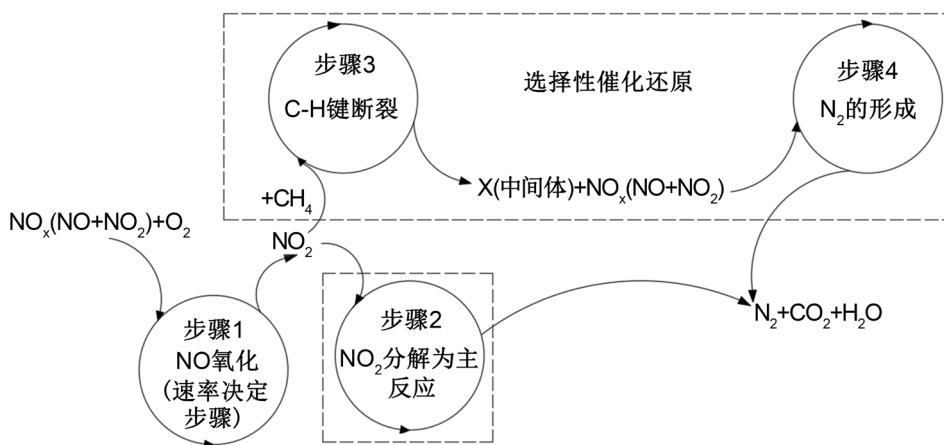 步骤3
C-H键断裂
选择性催化还原
步骤4
N₂的形成
X(中间体)+NOₓ(NO+NO₂)
+CH₄
NOₓ(NO+NO₂)+O₂
NO₂
步骤1
NO氧化
(速率决定
步骤)
步骤2
NO₂分解为主
反应
N₂+CO₂+H₂O